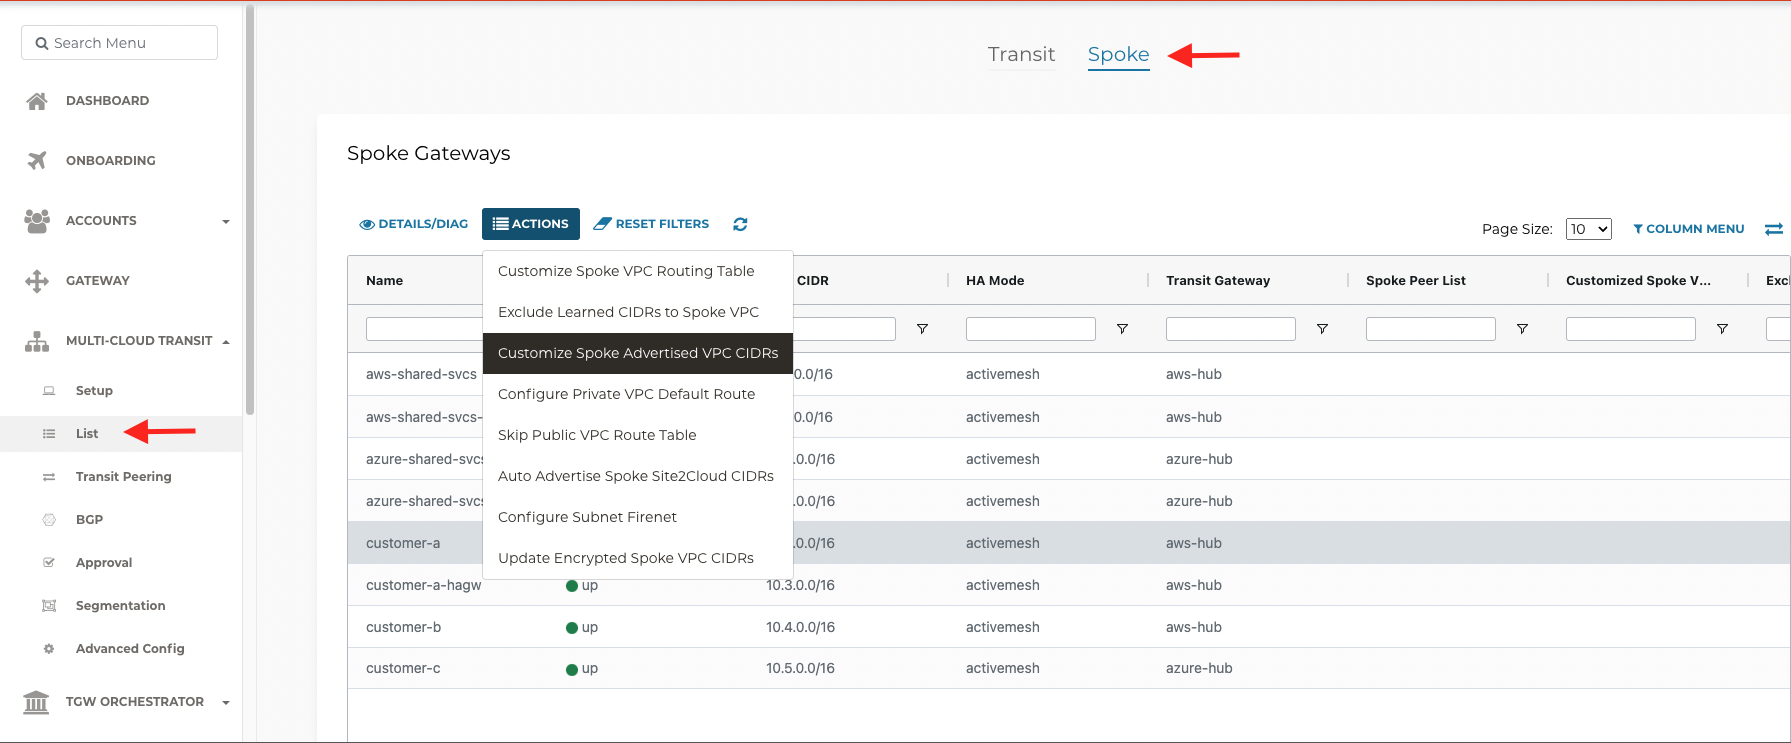 Search Menu
DASHBOARD
ONBOARDING
ACCOUNTS
GATEWAY
MULTI-CLOUD TRANSIT
Setup
List
Transit Peering
BGP
Approval
Segmentation
Advanced Config
TGW ORCHESTRATOR
Transit Spoke
Spoke Gateways
DETAILS/DIAG ACTIONS RESET FILTERS
Page Size: 10 COLUMN MENU
Customize Spoke VPC Routing Table
Exclude Learned CIDRs to Spoke VPC
Customize Spoke Advertised VPC CIDRs
Configure Private VPC Default Route
Skip Public VPC Route Table
Auto Advertise Spoke Site2Cloud CIDRs
Configure Subnet Firenet
Update Encrypted Spoke VPC CIDRs
Name CIDR HA Mode Transit Gateway Spoke Peer List Customized Spoke V... Excl
aws-shared-svcs .0.0/16 activemesh aws-hub
aws-shared-svcs- .0.0/16 activemesh aws-hub
azure-shared-svcs .0.0/16 activemesh azure-hub
azure-shared-svcs .0.0/16 activemesh azure-hub
customer-a .0.0/16 activemesh aws-hub
customer-a-hagw up 10.3.0.0/16 activemesh aws-hub
customer-b up 10.4.0.0/16 activemesh aws-hub
customer-c up 10.5.0.0/16 activemesh azure-hub